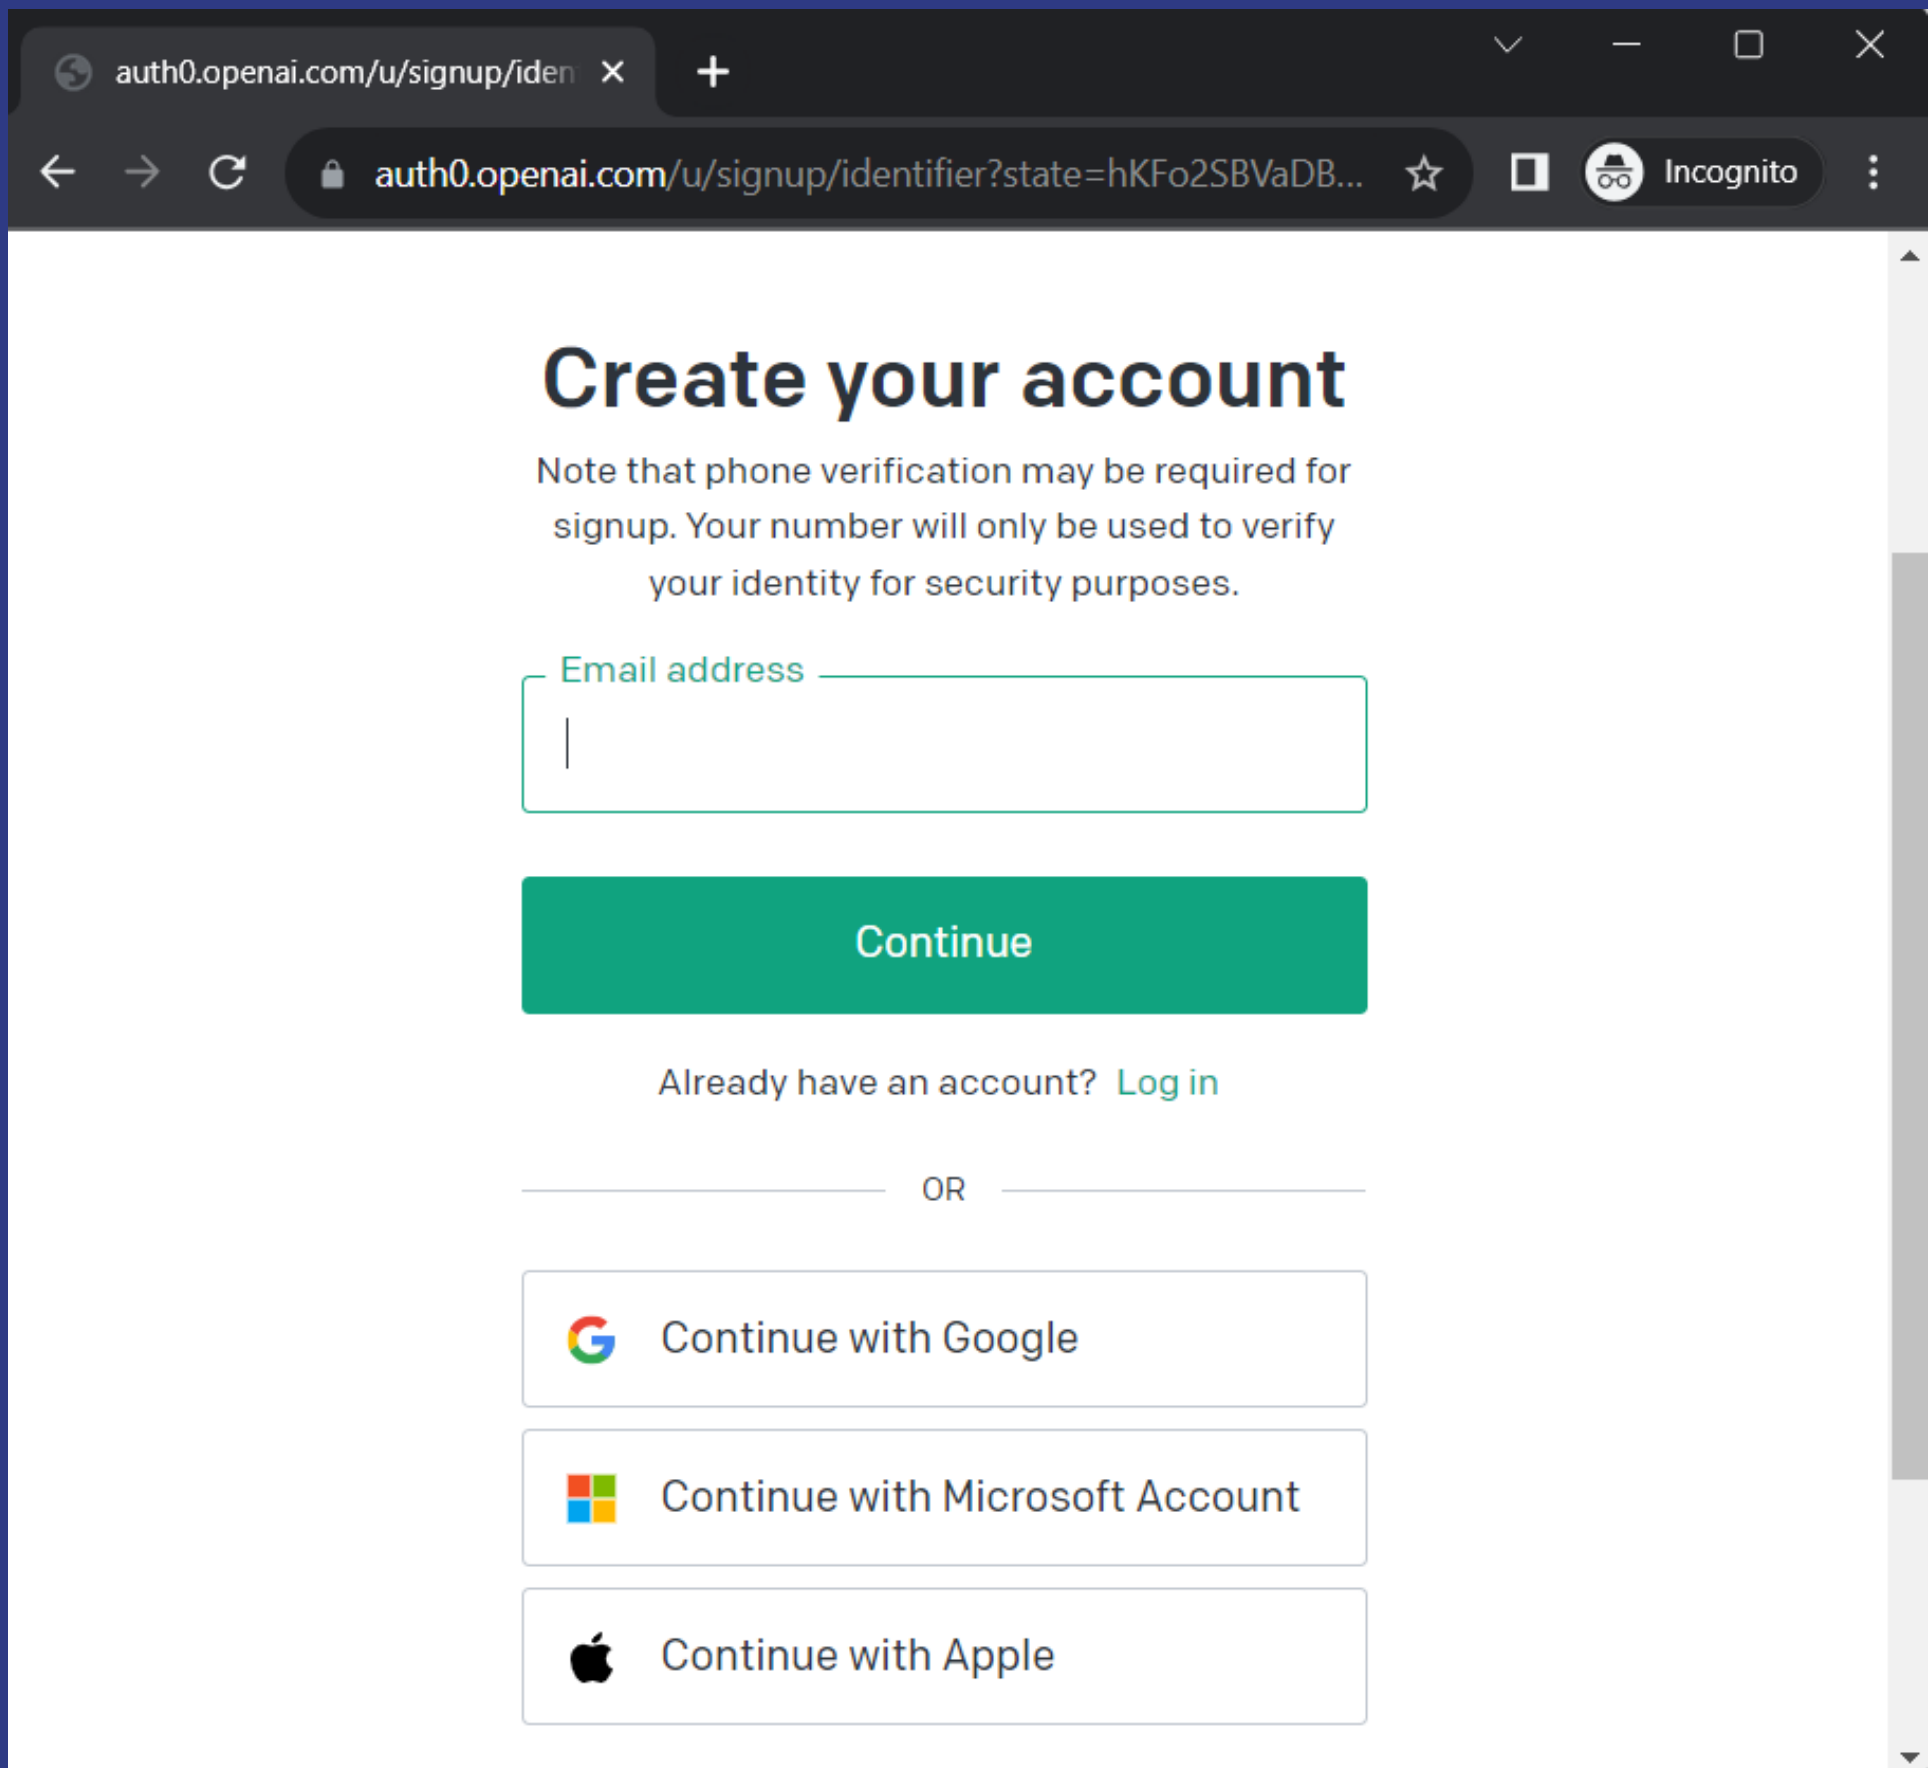 auth0.openai.com/u/signup/iden
auth0.openai.com/u/signup/identifier?state=hKFo2SBVaDB...
Incognito
Create your account
Note that phone verification may be required for
signup. Your number will only be used to verify
your identity for security purposes.
Email address
Continue
Already have an account? Log in
OR
Continue with Google
Continue with Microsoft Account
Continue with Apple